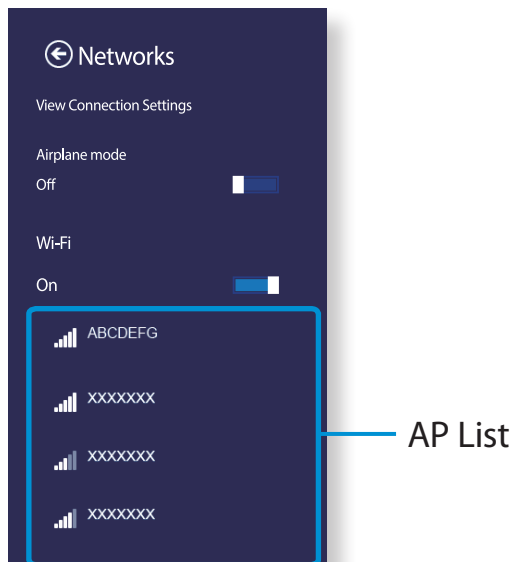 Networks
View Connection Settings
Airplane mode
Off
Wi-Fi
On
ABCDEFG
XXXXXXX
XXXXXXX
XXXXXXX
AP List